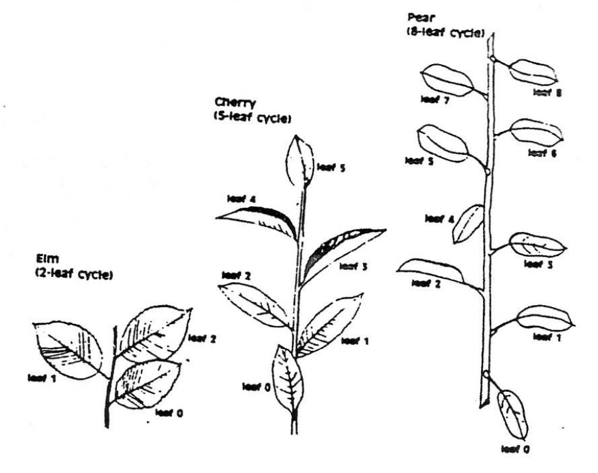 Pear
(8-leaf cycle)
leaf 8
leaf 7
leaf 6
leaf 5
leaf 4
leaf 3
leaf 2
leaf 1
leaf 0
Cherry
(5-leaf cycle)
leaf 5
leaf 4
leaf 3
leaf 2
leaf 1
leaf 0
Elm
(2-leaf cycle)
leaf 2
leaf 1
leaf 0